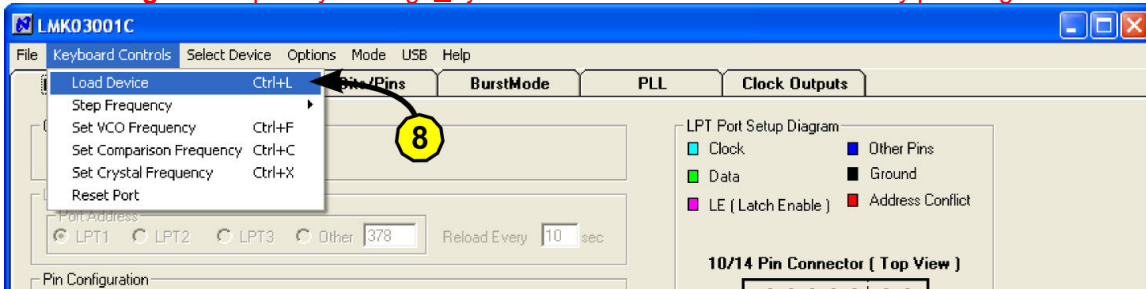 LMK03001C
File Keyboard Controls Select Device Options Mode USB Help
Load Device Ctrl+L
Step Frequency
Set VCO Frequency Ctrl+F
Set Comparison Frequency Ctrl+C
Set Crystal Frequency Ctrl+X
Reset Port
Bits/Pins BurstMode PLL Clock Outputs
8
Port Address
LPT1 LPT2 LPT3 Other 378 Reload Every 10 sec
Pin Configuration
LPT Port Setup Diagram
Clock Other Pins
Data Ground
LE ( Latch Enable ) Address Conflict
10/14 Pin Connector ( Top View )